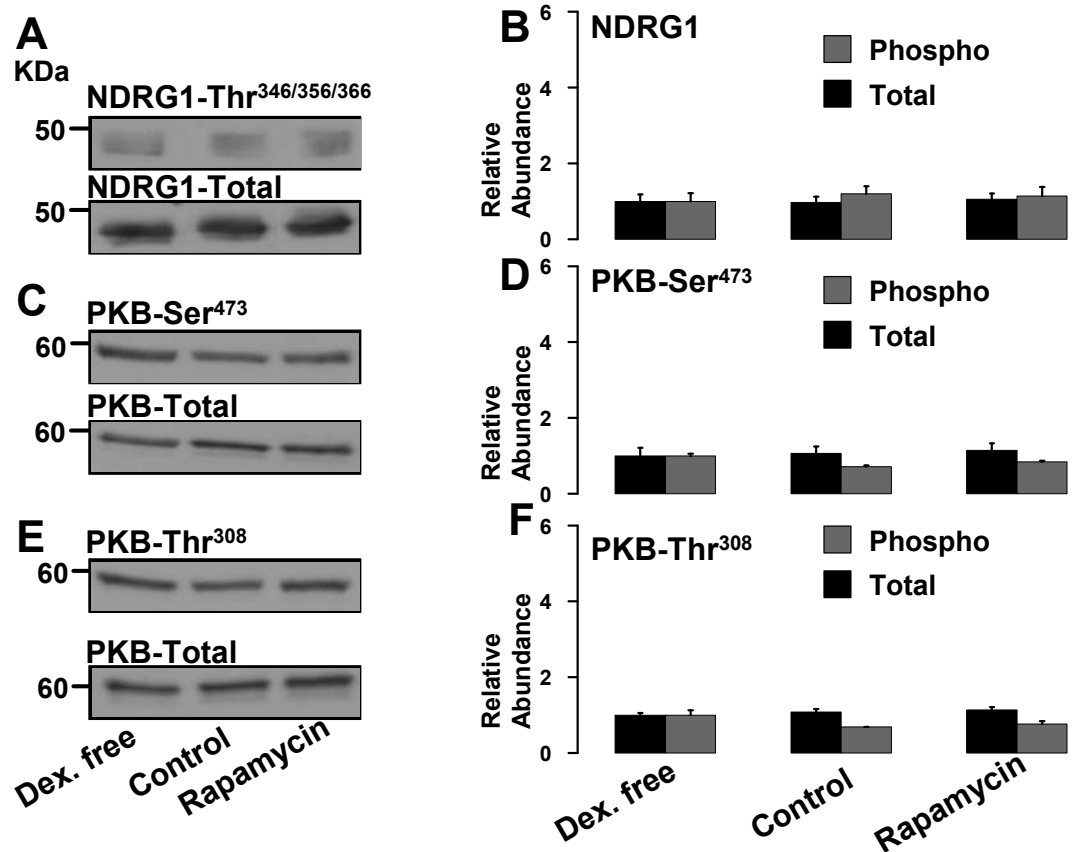 A
KDa
NDRG1-Thr346/356/366
50
NDRG1-Total
50
C
PKB-Ser473
60
PKB-Total
60
E
PKB-Thr308
60
PKB-Total
60
Dex. free
Control
Rapamycin
B
NDRG1
Phospho
Total
Relative
Abundance
6
4
2
0
D
PKB-Ser473
Phospho
Total
Relative
Abundance
6
4
2
0
F
PKB-Thr308
Phospho
Total
Relative
Abundance
6
4
2
0
Dex. free
Control
Rapamycin